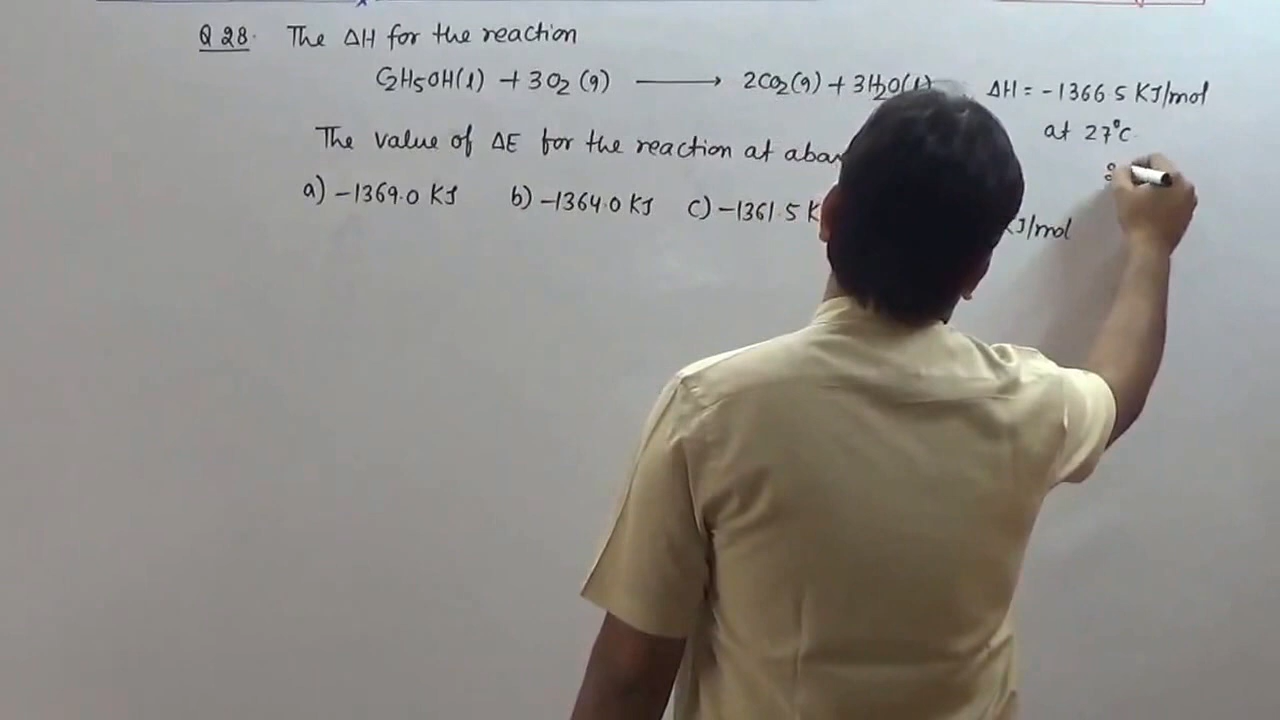 Q 28. The ΔH for the reaction
C2H5OH(l) + 3O2 (g) ⟶ 2CO2(g) + 3H2O(l) ΔH = -1366 5 KJ/mol
at 27°C
The value of ΔE for the reaction at
a) -1369.0 KJ b) -1364.0 KJ c) -1361.5 KJ/mol